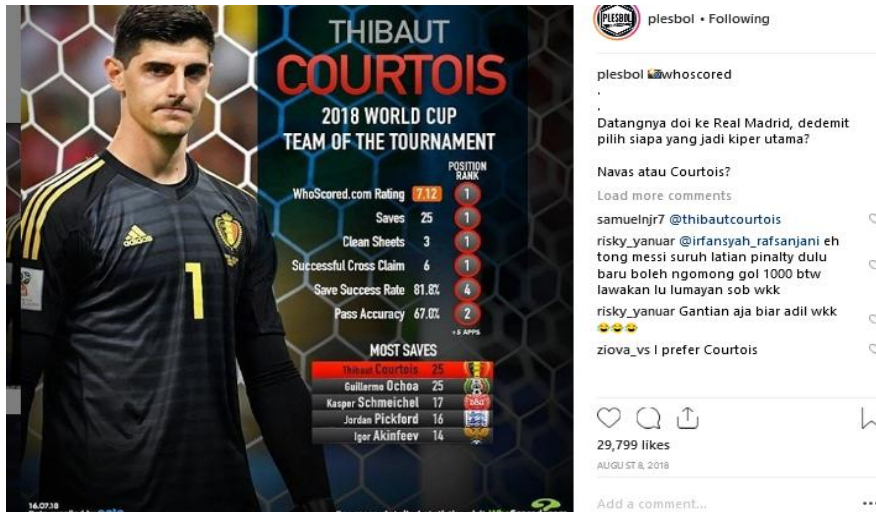 THIBAUT
COURTOIS
2018 WORLD CUP
TEAM OF THE TOURNAMENT
POSITION
RANK
WhoScored.com Rating 7.12 1
Saves 25 1
Clean Sheets 3 1
Successful Cross Claim 6 1
Save Success Rate 81.8% 4
Pass Accuracy 67.0% 2
+5 APPS
MOST SAVES
Thibaut Courtois 25
Guillermo Ochoa 25
Kasper Schmeichel 17
Jordan Pickford 16
Igor Akinfeev 14
16.07.18
1
adidas
PLESBOL
plesbol • Following
plesbol 📸whoscored
.
.
Datangnya doi ke Real Madrid, dedemit
pilih siapa yang jadi kiper utama?
Navas atau Courtois?
Load more comments
samuelnjr7 @thibautcourtois
risky_yanuar @irfansyah_rafsanjani eh
tong messi suruh latian pinalty dulu
baru boleh ngomong gol 1000 btw
lawakan lu lumayan sob wkk
risky_yanuar Gantian aja biar adil wkk
😂😂😂
ziova_vs I prefer Courtois
29,799 likes
AUGUST 8, 2018
Add a comment...